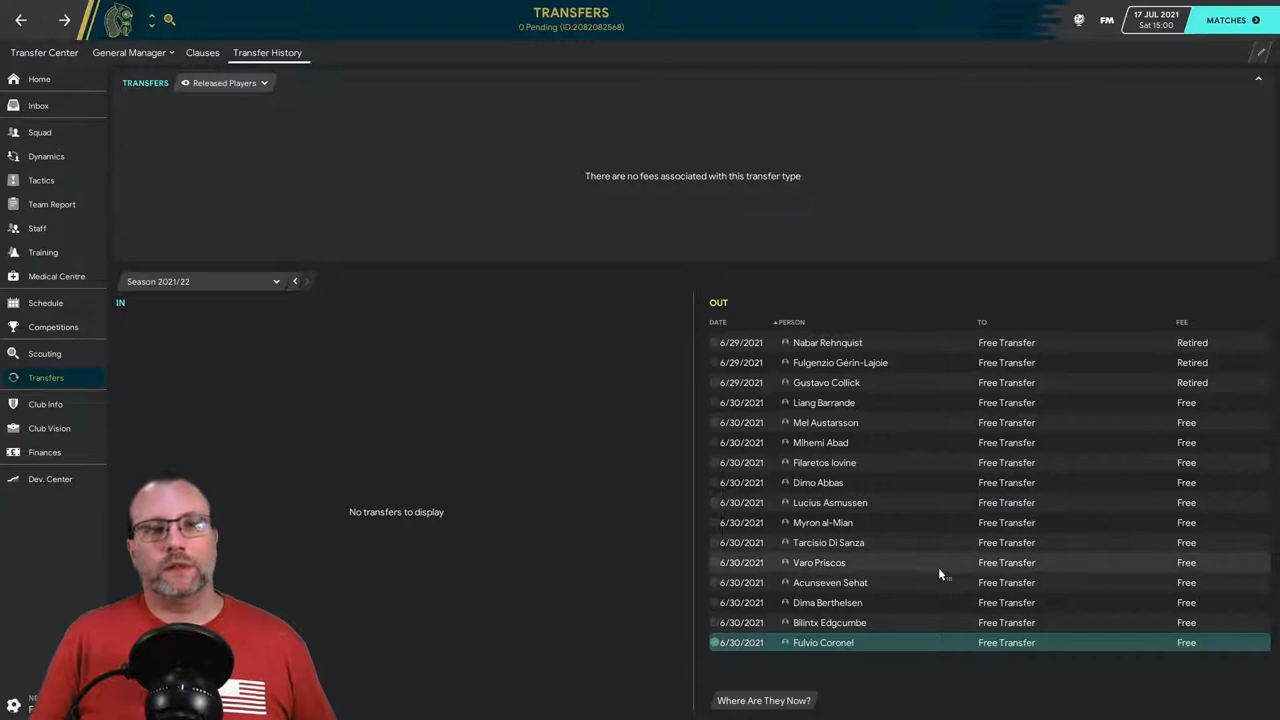 TRANSFERS
0 Pending (ID:2082082568)
FM
17 JUL 2021
Sat 15:00
MATCHES
Transfer Center
General Manager
Clauses
Transfer History
Home
Inbox
Squad
Dynamics
Tactics
Team Report
Staff
Training
Medical Centre
Schedule
Competitions
Scouting
Transfers
Club Info
Club Vision
Finances
Dev. Center
TRANSFERS Released Players
There are no fees associated with this transfer type
Season 2021/22
IN
No transfers to display
OUT
DATE PERSON TO FEE
6/29/2021 Nabar Rehnquist Free Transfer Retired
6/29/2021 Fulgenzio Gérin-Lajoie Free Transfer Retired
6/29/2021 Gustavo Collick Free Transfer Retired
6/30/2021 Liang Barrande Free Transfer Free
6/30/2021 Mel Austarsson Free Transfer Free
6/30/2021 Mihemi Abad Free Transfer Free
6/30/2021 Filaretos Iovine Free Transfer Free
6/30/2021 Dimo Abbas Free Transfer Free
6/30/2021 Lucius Asmussen Free Transfer Free
6/30/2021 Myron al-Mian Free Transfer Free
6/30/2021 Tarcisio Di Sanza Free Transfer Free
6/30/2021 Varo Priscos Free Transfer Free
6/30/2021 Acunseven Sehat Free Transfer Free
6/30/2021 Dima Berthelsen Free Transfer Free
6/30/2021 Bilintx Edgcumbe Free Transfer Free
6/30/2021 Fulvio Coronel Free Transfer Free
Where Are They Now?